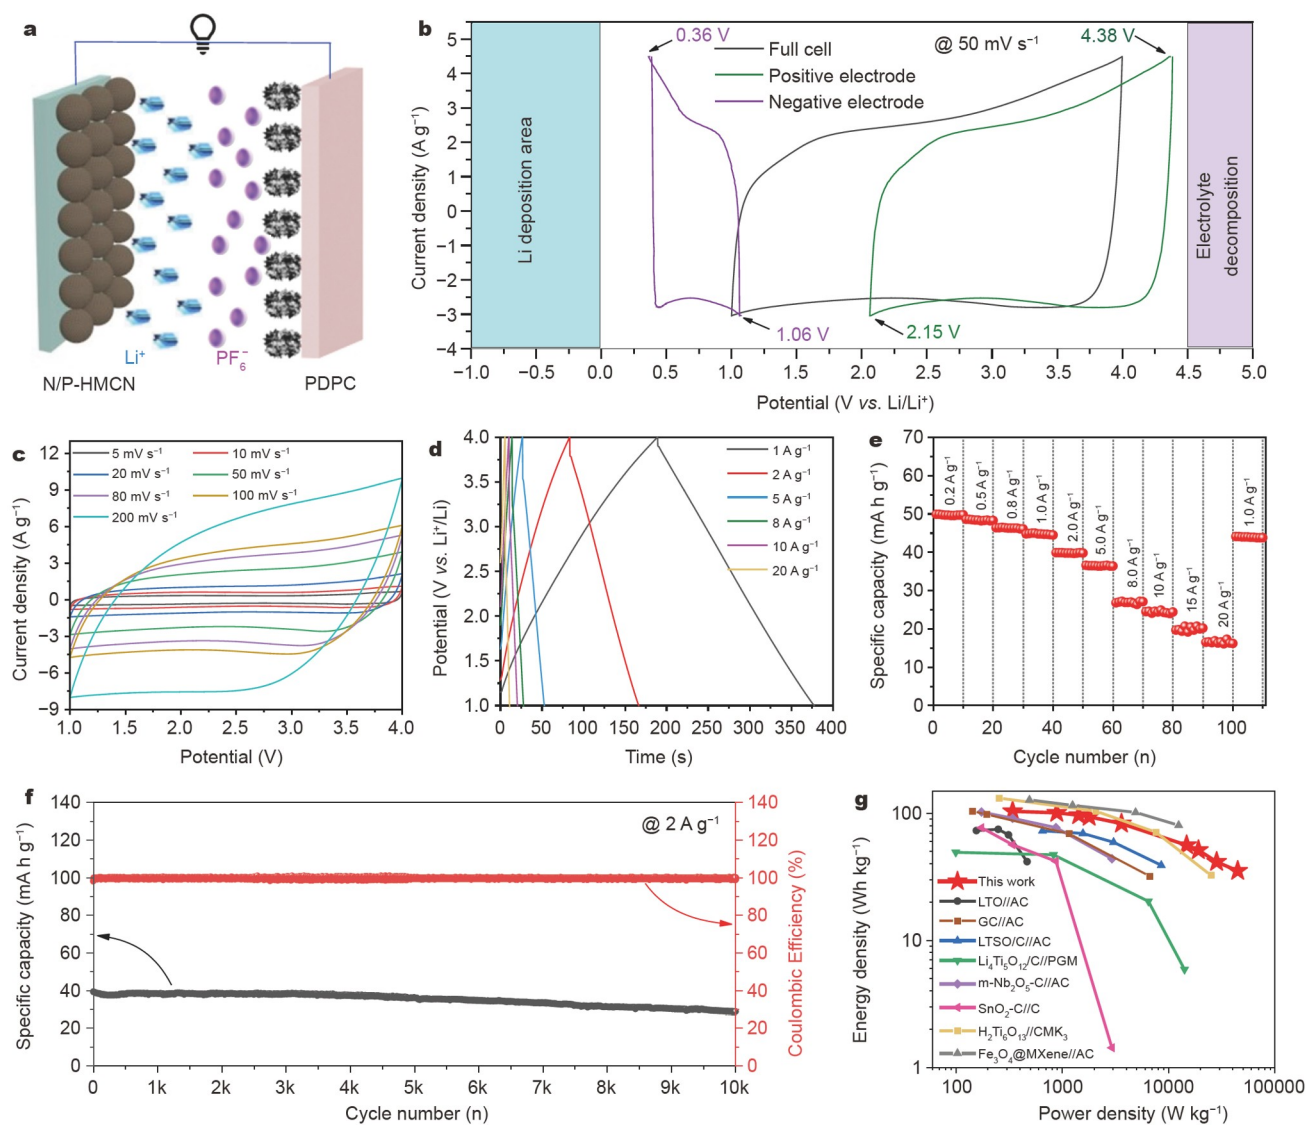 a
Li⁺
PF₆⁻
N/P-HMCN
PDPC
b
0.36 V
Full cell
Positive electrode
Negative electrode
@ 50 mV s⁻¹
4.38 V
Li deposition area
Electrolyte
decomposition
1.06 V
2.15 V
5
4
3
2
1
0
−1
−2
−3
−4
Current density (A g⁻¹)
−1.0 −0.5 0.0 0.5 1.0 1.5 2.0 2.5 3.0 3.5 4.0 4.5 5.0
Potential (V vs. Li/Li⁺)
c
5 mV s⁻¹
10 mV s⁻¹
20 mV s⁻¹
50 mV s⁻¹
80 mV s⁻¹
100 mV s⁻¹
200 mV s⁻¹
12
9
6
3
0
−3
−6
−9
Current density (A g⁻¹)
1.0 1.5 2.0 2.5 3.0 3.5 4.0
Potential (V)
d
1 A g⁻¹
2 A g⁻¹
5 A g⁻¹
8 A g⁻¹
10 A g⁻¹
20 A g⁻¹
4.0
3.5
3.0
2.5
2.0
1.5
1.0
Potential (V vs. Li⁺/Li)
0 50 100 150 200 250 300 350 400
Time (s)
e
0.2 A g⁻¹
0.5 A g⁻¹
0.8 A g⁻¹
1.0 A g⁻¹
2.0 A g⁻¹
5.0 A g⁻¹
8.0 A g⁻¹
10 A g⁻¹
15 A g⁻¹
20 A g⁻¹
1.0 A g⁻¹
70
60
50
40
30
20
10
0
Specific capacity (mA h g⁻¹)
0 20 40 60 80 100
Cycle number (n)
f
@ 2 A g⁻¹
140
120
100
80
60
40
20
0
Specific capacity (mA h g⁻¹)
140
120
100
80
60
40
20
0
Coulombic Efficiency (%)
0 1k 2k 3k 4k 5k 6k 7k 8k 9k 10k
Cycle number (n)
g
This work
LTO//AC
GC//AC
LTSO/C//AC
Li₄Ti₅O₁₂/C//PGM
m-Nb₂O₅-C//AC
SnO₂-C//C
H₂Ti₆O₁₃//CMK₃
Fe₃O₄@MXene//AC
100
10
1
Energy density (Wh kg⁻¹)
100 1000 10000 100000
Power density (W kg⁻¹)